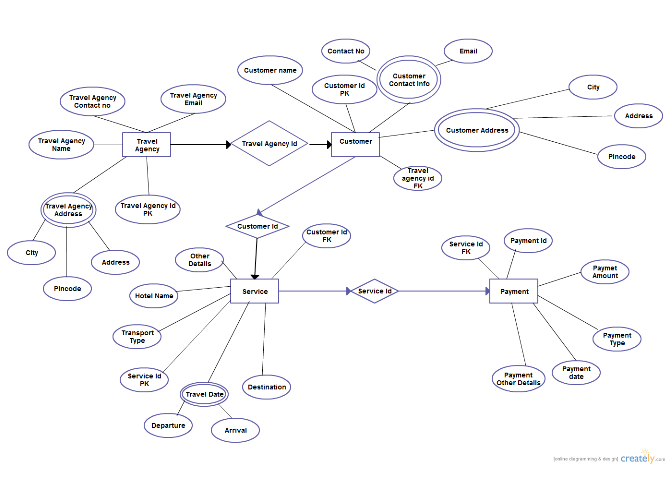 Contact No
Email
Customer name
Customer
Contact info
Customer Id
PK
City
Travel Agency
Contact no
Travel Agency
Email
Address
Customer Address
Travel Agency
Name
Travel
Agency
Travel Agency Id
Customer
Pincode
Travel
agency id
FK
Travel Agency
Address
Travel Agency Id
PK
Customer Id
Customer Id
FK
City
Address
Pincode
Other
Details
Service Id
FK
Payment Id
Paymet
Amount
Hotel Name
Service
Service Id
Payment
Transport
Type
Payment
Type
Service Id
PK
Travel Date
Destination
Payment
Other Details
Payment
date
Departure
Arrival
[online diagramming & design] creately.com